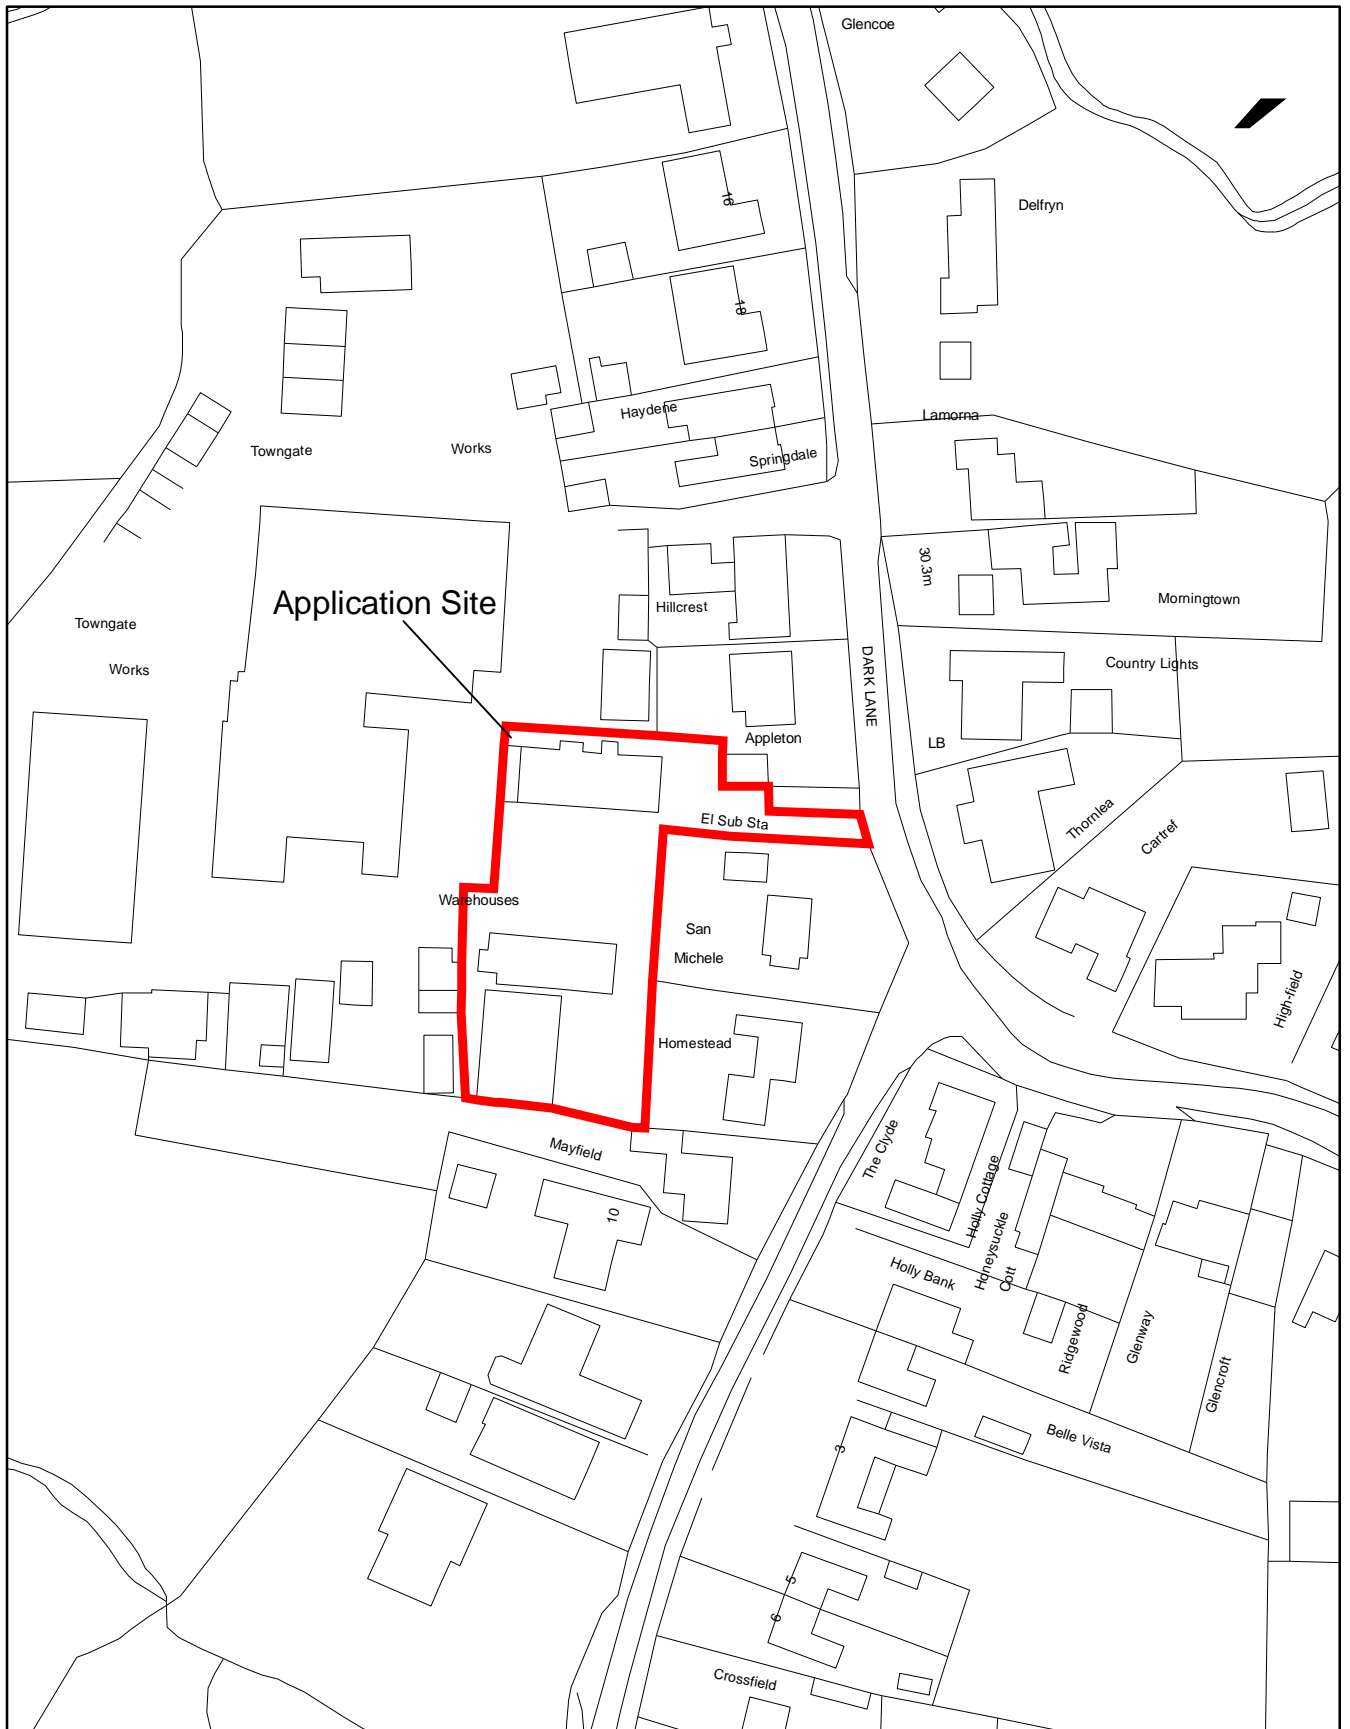 Glencoe
16
Delfryn
18
Haydene
Lamorna
Towngate
Works
Springdale
30.3m
Application Site
Hillcrest
Morningtown
Towngate
Works
Country Lights
DARK LANE
Appleton
LB
El Sub Sta
Thornlea
Cartref
Warehouses
San
Michele
High-field
Homestead
Mayfield
The Clyde
Holly Cottage
10
Honeysuckle
Cott
Holly Bank
Ridgewood
Glenway
Glencroft
3
Belle Vista
5
6
Crossfield